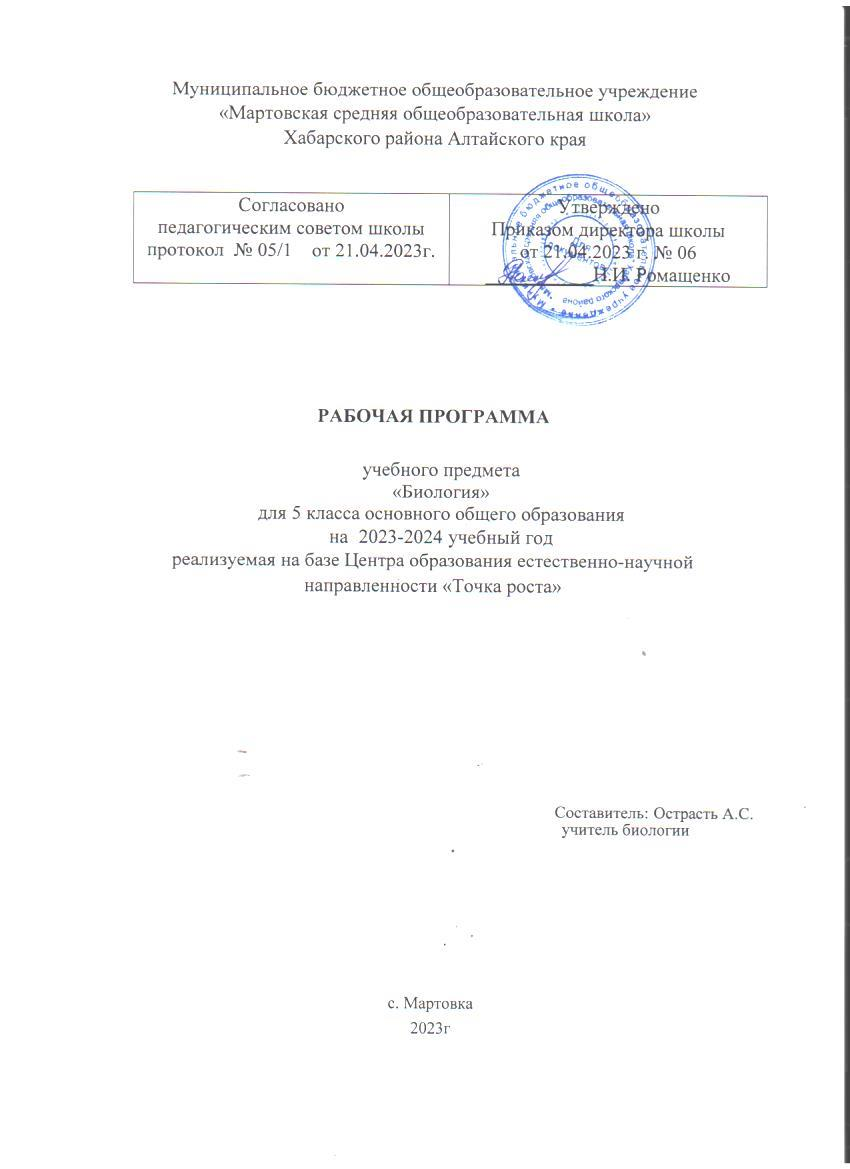 Муниципальное бюджетное общеобразовательное учреждение
«Мартовская средняя общеобразовательная школа»
Хабарского района Алтайского края
Согласовано
педагогическим советом школы
протокол № 05/1 от 21.04.2023г.
Утверждено
Приказом директора школы
от 21.04.2023 г. № 06
Н.И. Ромащенко
РАБОЧАЯ ПРОГРАММА
учебного предмета
«Биология»
для 5 класса основного общего образования
на 2023-2024 учебный год
реализуемая на базе Центра образования естественно-научной
направленности «Точка роста»
Составитель: Острасть А.С.
учитель биологии
с. Мартовка
2023г